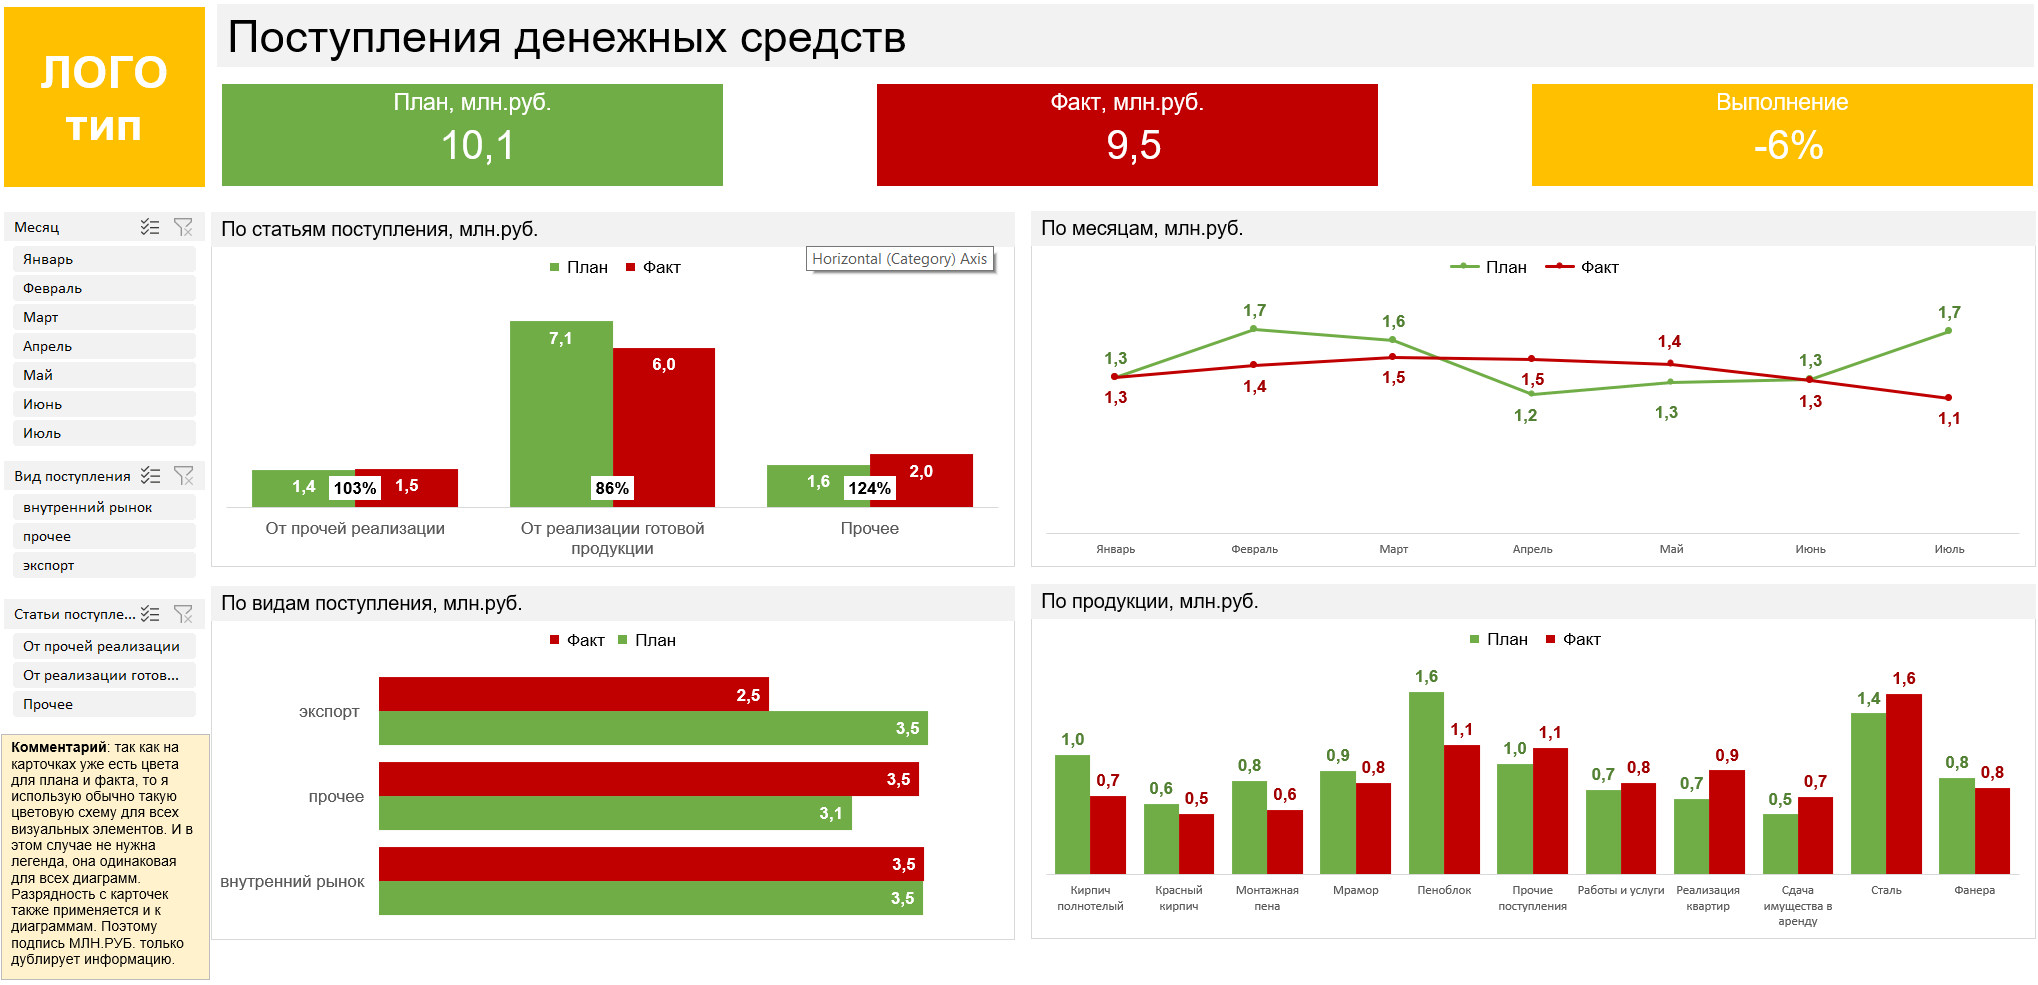 ЛОГО
тип
Поступления денежных средств
План, млн.руб.
10,1
Факт, млн.руб.
9,5
Выполнение
-6%
Месяц
Январь
Февраль
Март
Апрель
Май
Июнь
Июль
Вид поступления
внутренний рынок
прочее
экспорт
Статьи поступле...
От прочей реализации
От реализации готов...
Прочее
Комментарий: так как на
карточках уже есть цвета
для плана и факта, то я
использую обычно такую
цветовую схему для всех
визуальных элементов. И в
этом случае не нужна
легенда, она одинаковая
для всех диаграмм.
Разрядность с карточек
также применяется и к
диаграммам. Поэтому
подпись МЛН.РУБ. только
дублирует информацию.
По статьям поступления, млн.руб.
Horizontal (Category) Axis
План Факт
7,1
6,0
1,4 103% 1,5
86%
1,6 124% 2,0
От прочей реализации
От реализации готовой
продукции
Прочее
По месяцам, млн.руб.
План Факт
1,3 1,7 1,6 1,2 1,3 1,3 1,7
1,3 1,4 1,5 1,5 1,4 1,3 1,1
Январь Февраль Март Апрель Май Июнь Июль
По видам поступления, млн.руб.
Факт План
экспорт
2,5
3,5
прочее
3,5
3,1
внутренний рынок
3,5
3,5
По продукции, млн.руб.
План Факт
1,0 0,7
0,6 0,5
0,8 0,6
0,9 0,8
1,6 1,1
1,0 1,1
0,7 0,8
0,7 0,9
0,5 0,7
1,4 1,6
0,8 0,8
Кирпич
полнотелый
Красный
кирпич
Монтажная
пена
Мрамор
Пеноблок
Прочие
поступления
Работы и услуги
Реализация
квартир
Сдача
имущества в
аренду
Сталь
Фанера